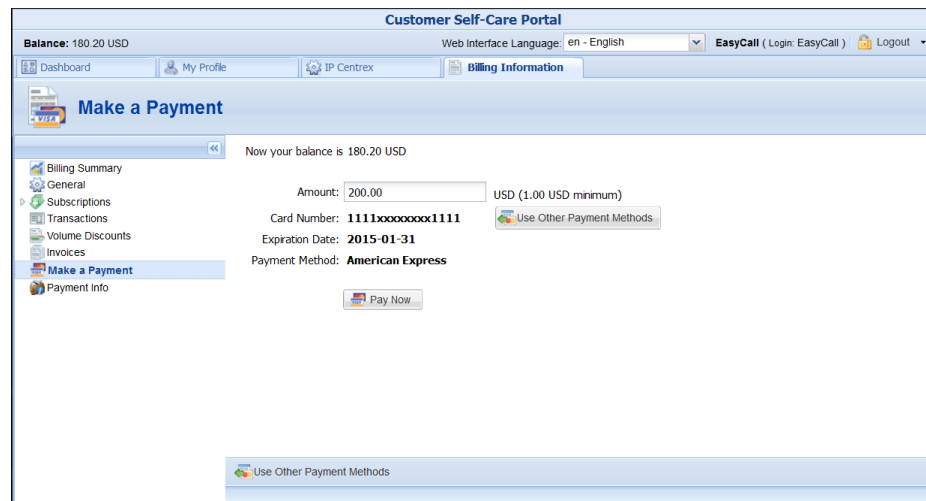 Customer Self-Care Portal
Balance: 180.20 USD Web Interface Language: en - English EasyCall ( Login: EasyCall ) Logout
Dashboard My Profile IP Centrex Billing Information
VISA Make a Payment
Now your balance is 180.20 USD
Billing Summary
General
Subscriptions
Transactions
Volume Discounts
Invoices
Make a Payment
Payment Info
Amount: 200.00 USD (1.00 USD minimum)
Card Number: 1111xxxxxxxx1111 Use Other Payment Methods
Expiration Date: 2015-01-31
Payment Method: American Express
Pay Now
Use Other Payment Methods